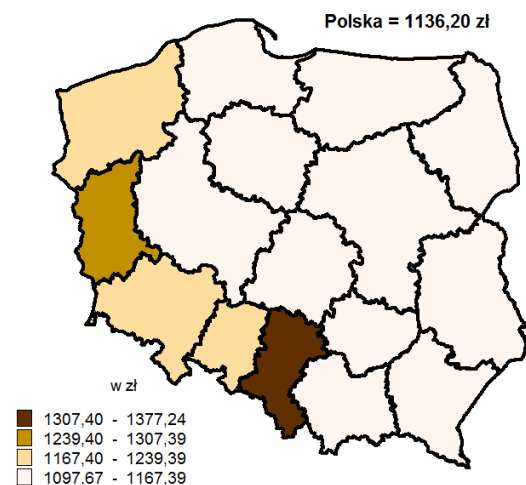 Polska = 1136,20 zł
w zł
1307,40 - 1377,24
1239,40 - 1307,39
1167,40 - 1239,39
1097,67 - 1167,39